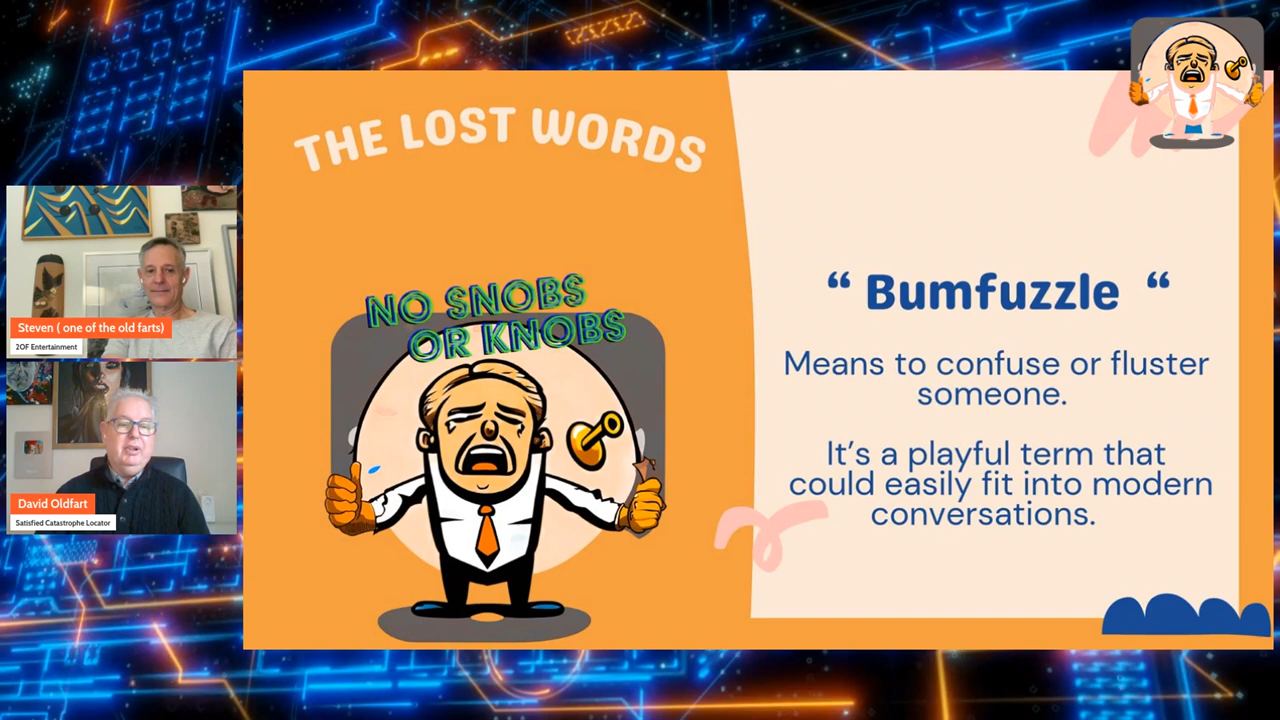 THE LOST WORDS
NO SNOBS
OR KNOBS
“ Bumfuzzle “
Means to confuse or fluster
someone.
It’s a playful term that
could easily fit into modern
conversations.
Steven ( one of the old farts)
2OF Entertainment
David Oldfart
Satisfied Catastrophe Locator